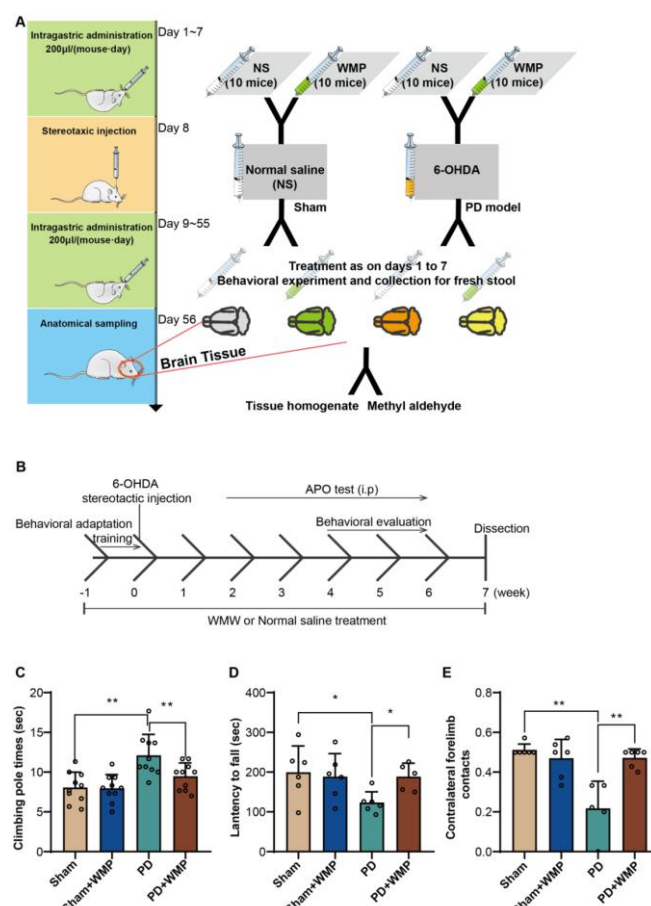 A
Intragastric administration
200μl/(mouse·day)
Day 1~7
NS
(10 mice)
WMP
(10 mice)
NS
(10 mice)
WMP
(10 mice)
Stereotaxic injection
Day 8
Normal saline
(NS)
6-OHDA
Sham
PD model
Intragastric administration
200μl/(mouse·day)
Day 9~55
Treatment as on days 1 to 7
Behavioral experiment and collection for fresh stool
Anatomical sampling
Day 56
Brain Tissue
Tissue homogenate
Methyl aldehyde
B
6-OHDA
stereotactic injection
APO test (i.p)
Behavioral adaptation
training
Behavioral evaluation
Dissection
-1 0 1 2 3 4 5 6 7 (week)
WMW or Normal saline treatment
C
Climbing pole times (sec)
20
15
10
5
0
**
**
Sham
Sham+WMP
PD
PD+WMP
D
Lantency to fall (sec)
400
300
200
100
0
*
*
Sham
Sham+WMP
PD
PD+WMP
E
Contralateral forelimb
contacts
0.8
0.6
0.4
0.2
0.0
**
**
Sham
Sham+WMP
PD
PD+WMP